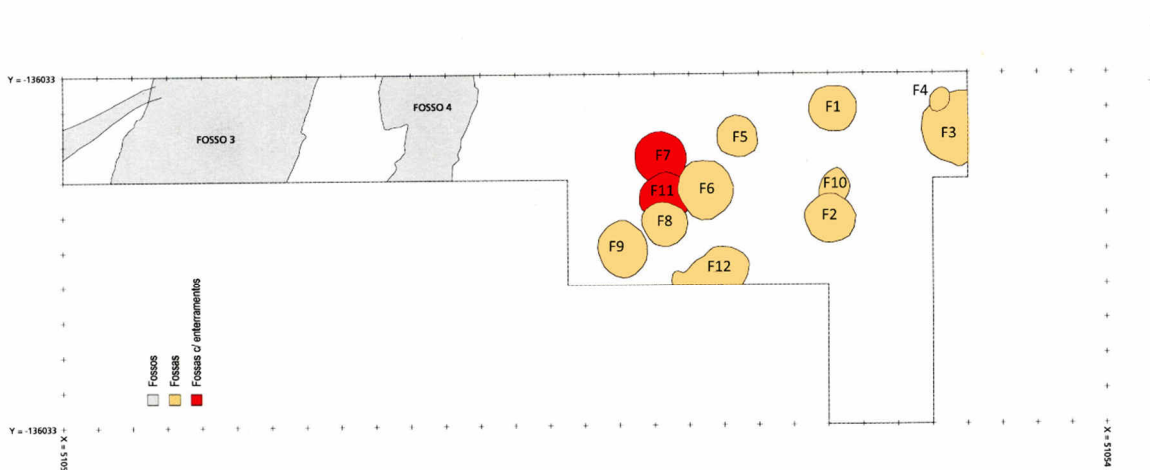 Y = -136033
FOSSO 3
FOSSO 4
F1
F4
F3
F5
F7
F11
F6
F10
F8
F2
F9
F12
Fossos
Fossas
Fossas c/ enterramentos
Y = -136033
X = 5105
X = 51054